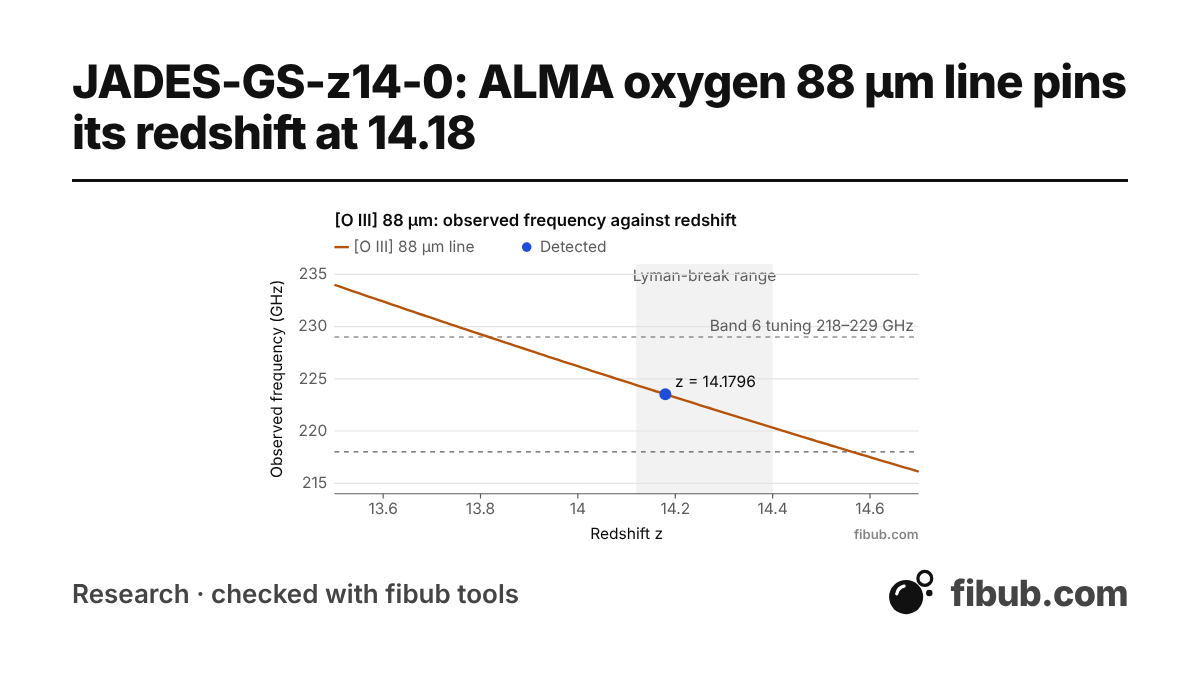 JADES-GS-z14-0: ALMA oxygen 88 µm line pins
its redshift at 14.18
[O III] 88 µm: observed frequency against redshift
[O III] 88 µm line
Detected
Observed frequency (GHz)
235
230
225
220
215
Lyman-break range
Band 6 tuning 218–229 GHz
z = 14.1796
13.6
13.8
14
14.2
14.4
14.6
Redshift z
fibub.com
Research · checked with fibub tools
fibub.com